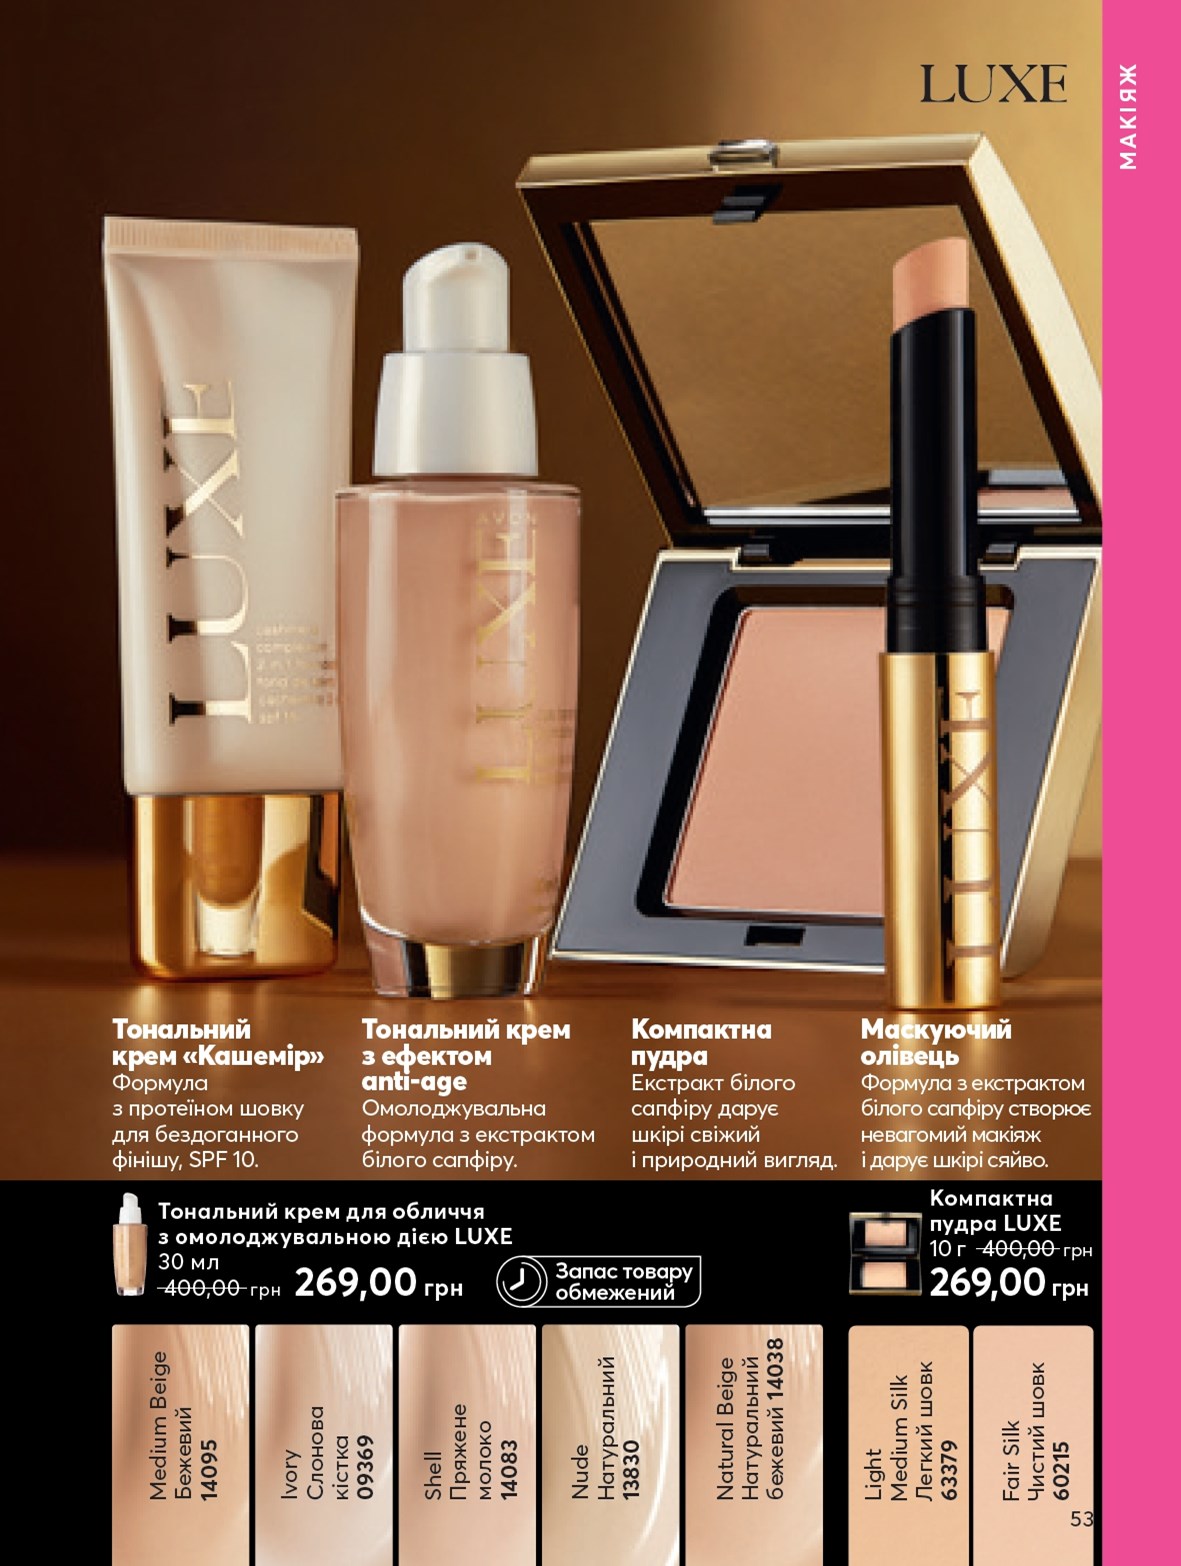 LUXE
МАКІЯЖ
LUXE
AVON
LUXE
LUXE
Тональний
крем «Кашемір»
Формула
з протеїном шовку
для бездоганного
фінішу, SPF 10.
Тональний крем
з ефектом
anti-age
Омолоджувальна
формула з екстрактом
білого сапфіру.
Компактна
пудра
Екстракт білого
сапфіру дарує
шкірі свіжий
і природний вигляд.
Маскуючий
олівець
Формула з екстрактом
білого сапфіру створює
невагомий макіяж
і дарує шкірі сяйво.
Тональний крем для обличчя
з омолоджувальною дією LUXE
30 мл
400,00 грн 269,00 грн
Запас товару
обмежений
Компактна
пудра LUXE
10 г 400,00 грн
269,00 грн
Medium Beige
Бежевий
14095
Ivory
Слонова
кістка
09369
Shell
Пряжене
молоко
14083
Nude
Натуральний
13830
Natural Beige
Натуральний
бежевий 14038
Light
Medium Silk
Легкий шовк
63379
Fair Silk
Чистий шовк
60215
53